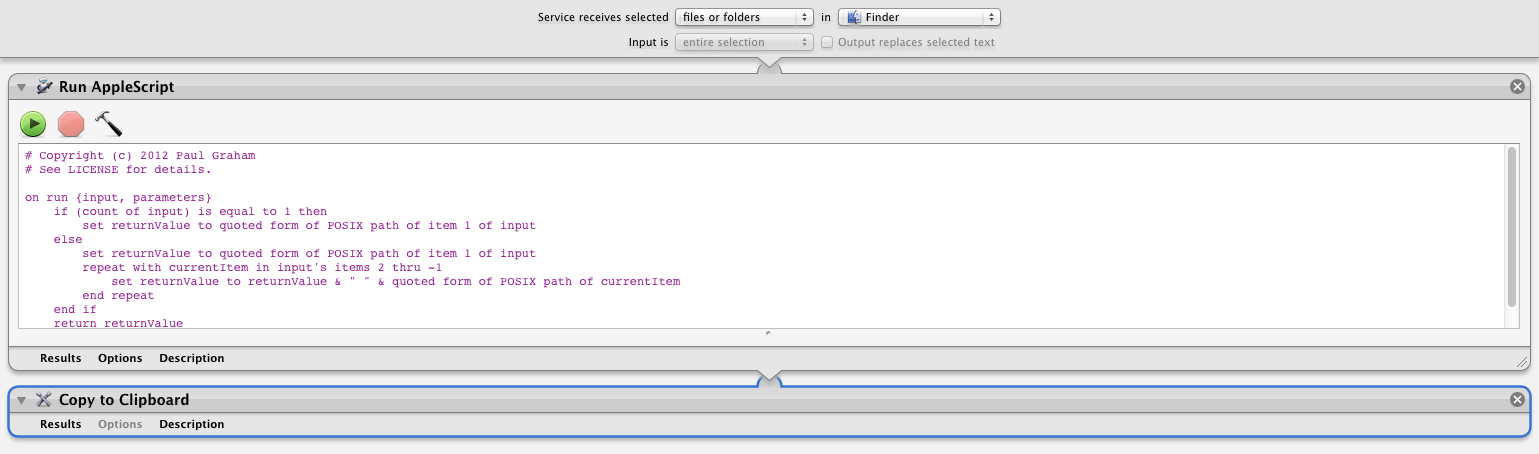 Service receives selected files or folders in Finder
Input is entire selection Output replaces selected text
Run AppleScript
# Copyright (c) 2012 Paul Graham
# See LICENSE for details.
on run {input, parameters}
if (count of input) is equal to 1 then
set returnValue to quoted form of POSIX path of item 1 of input
else
set returnValue to quoted form of POSIX path of item 1 of input
repeat with currentItem in input's items 2 thru -1
set returnValue to returnValue & " " & quoted form of POSIX path of currentItem
end repeat
end if
return returnValue
Results Options Description
Copy to Clipboard
Results Options Description